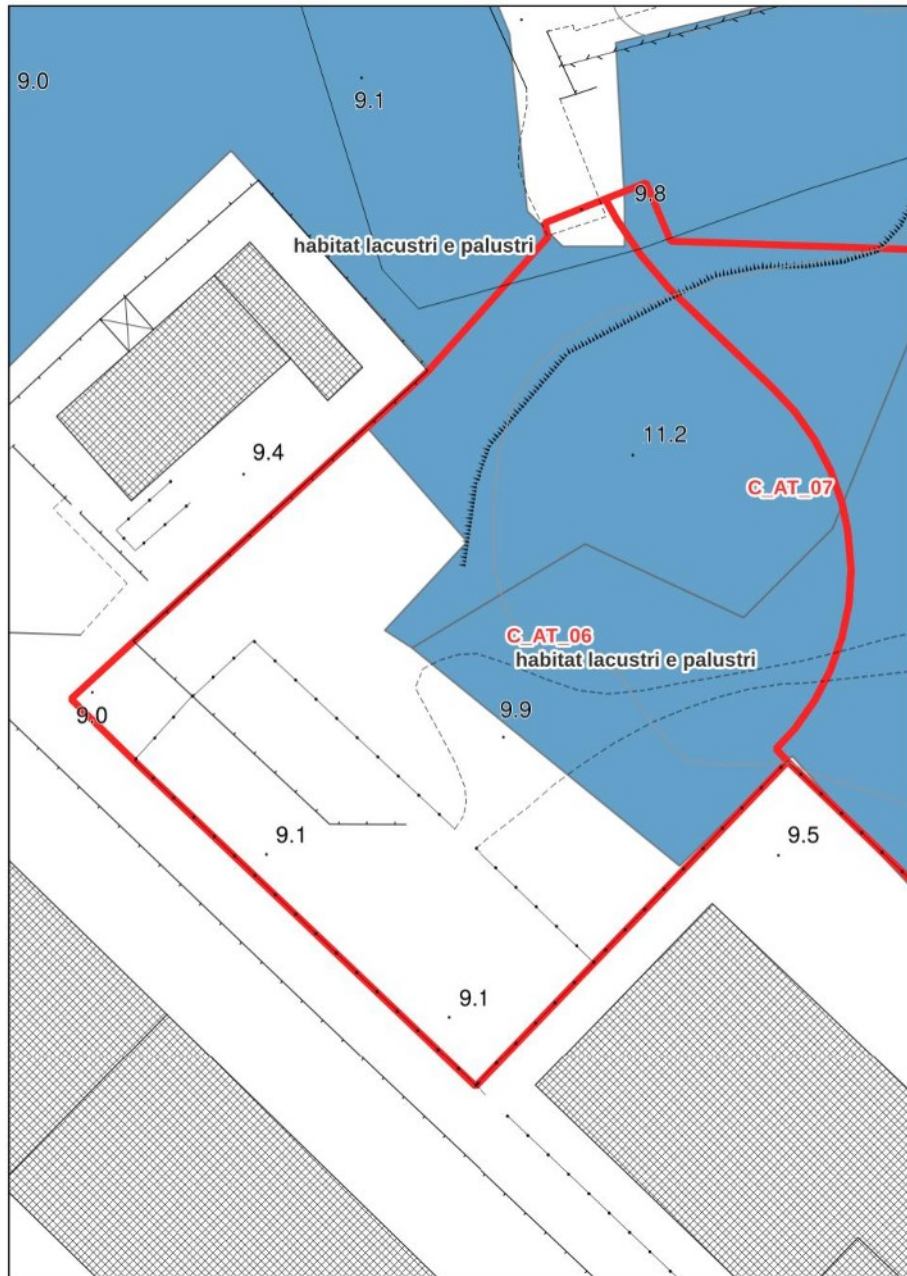 9.0
9.1
9.8
habitat lacustri e palustri
11.2
9.4
C_AT_07
C_AT_06
habitat lacustri e palustri
9.0
9.9
9.1
9.5
9.1